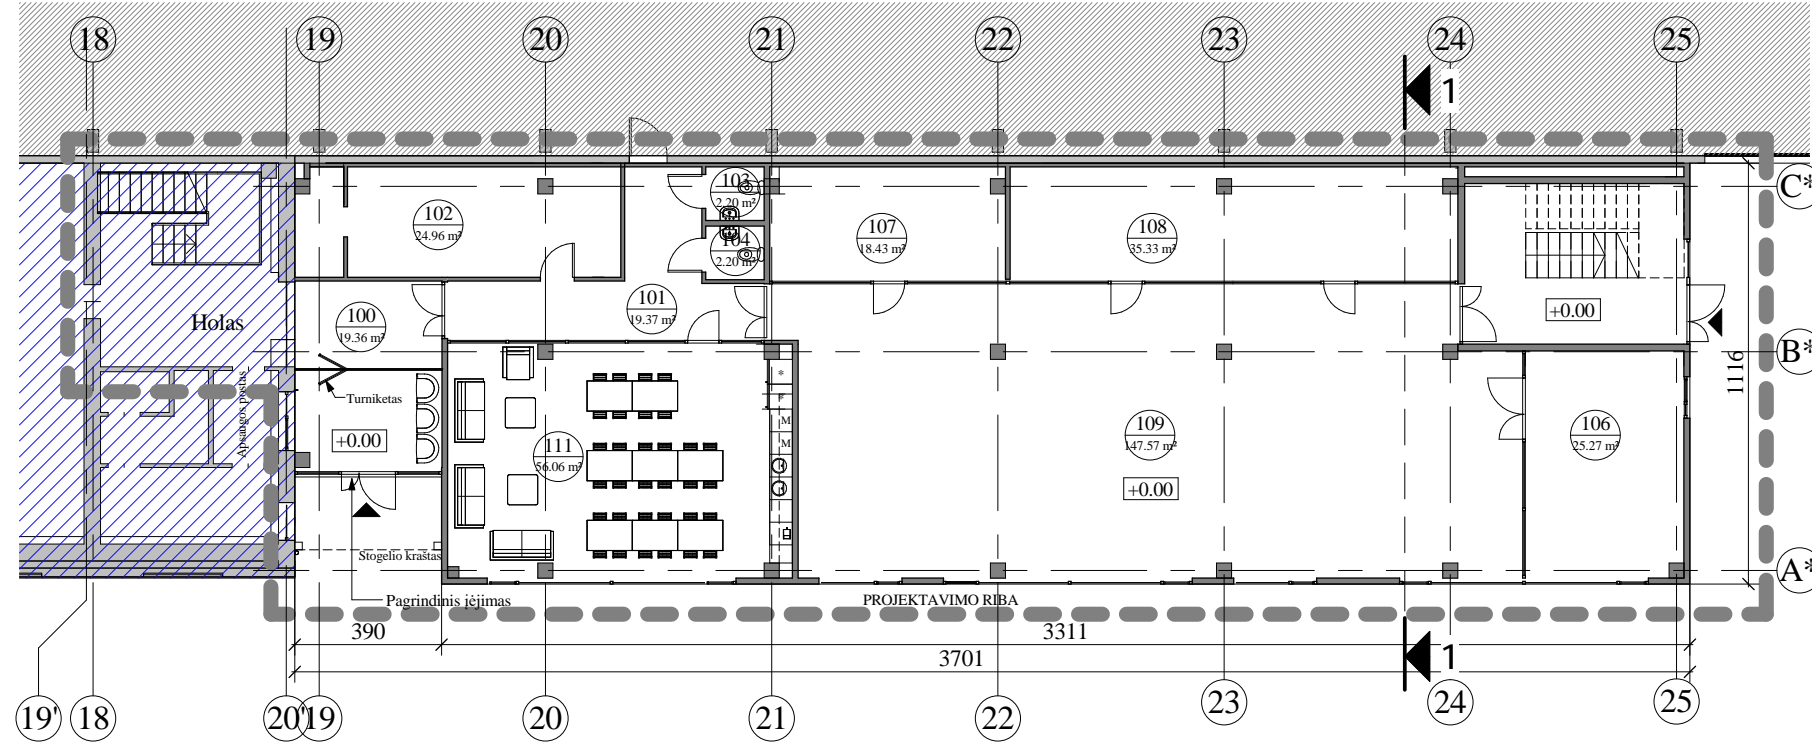 18
19
20
21
22
23
24
25
1
C*
B*
A*
103
2.20 m²
102
24.96 m²
104
2.20 m²
107
18.43 m²
108
35.33 m²
101
19.37 m²
100
19.36 m²
Holas
+0.00
Turniketas
Apsaugos postas
+0.00
111
56.06 m²
*
*
M
M
109
147.57 m²
+0.00
106
25.27 m²
1116
Stogelio kraštas
Pagrindinis įėjimas
PROJEKTAVIMO RIBA
390
3311
3701
1
19'
18
20'
19
20
21
22
23
24
25